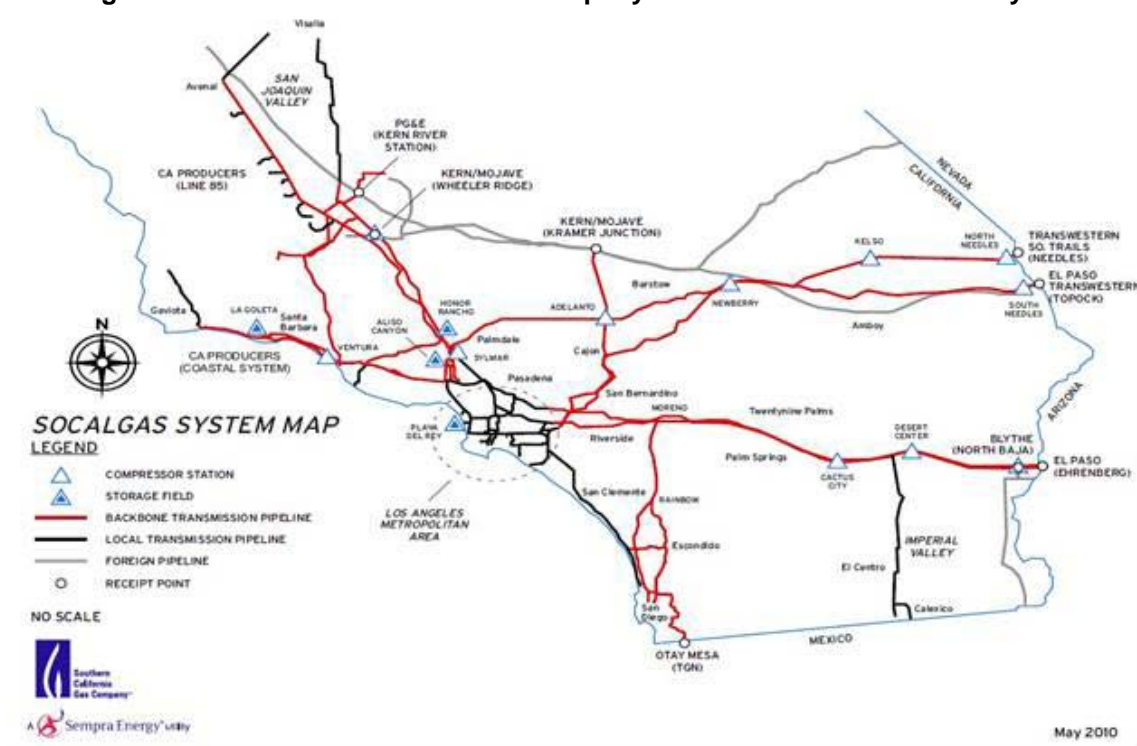 Visalia
Avenal
SAN
JOAQUIN
VALLEY
PG&E
(KERN RIVER
STATION)
CA PRODUCERS
(LINE 85)
KERN/MOJAVE
(WHEELER RIDGE)
NEVADA
CALIFORNIA
KERN/MOJAVE
(KRAMER JUNCTION)
KELSO
NORTH
NEEDLES
TRANSWESTERN
SO. TRAILS
(NEEDLES)
EL PASO
TRANSWESTERN
(TOPOCK)
SOUTH
NEEDLES
Barstow
NEWBERRY
Amboy
ADELANTO
Gaviota
LA GOLETA
Santa
Barbara
HONOR
RANCHO
ALISO
CANYON
Palmdale
SYLMAR
Cajon
N
CA PRODUCERS
(COASTAL SYSTEM)
VENTURA
Pasadena
San Bernardino
ARIZONA
MORENO
Twentynine Palms
PLAYA
DEL REY
Riverside
DESERT
CENTER
BLYTHE
(NORTH BAJA)
EL PASO
(EHRENBERG)
Palm Springs
CACTUS
CITY
SOCALGAS SYSTEM MAP
LEGEND
COMPRESSOR STATION
STORAGE FIELD
BACKBONE TRANSMISSION PIPELINE
LOCAL TRANSMISSION PIPELINE
FOREIGN PIPELINE
RECEIPT POINT
NO SCALE
LOS ANGELES
METROPOLITAN
AREA
San Clemente
RAINBOW
Escondido
IMPERIAL
VALLEY
El Centro
Calexico
San
Diego
MEXICO
OTAY MESA
(TGN)
Southern
California
Gas Company
A Sempra Energy utility
May 2010